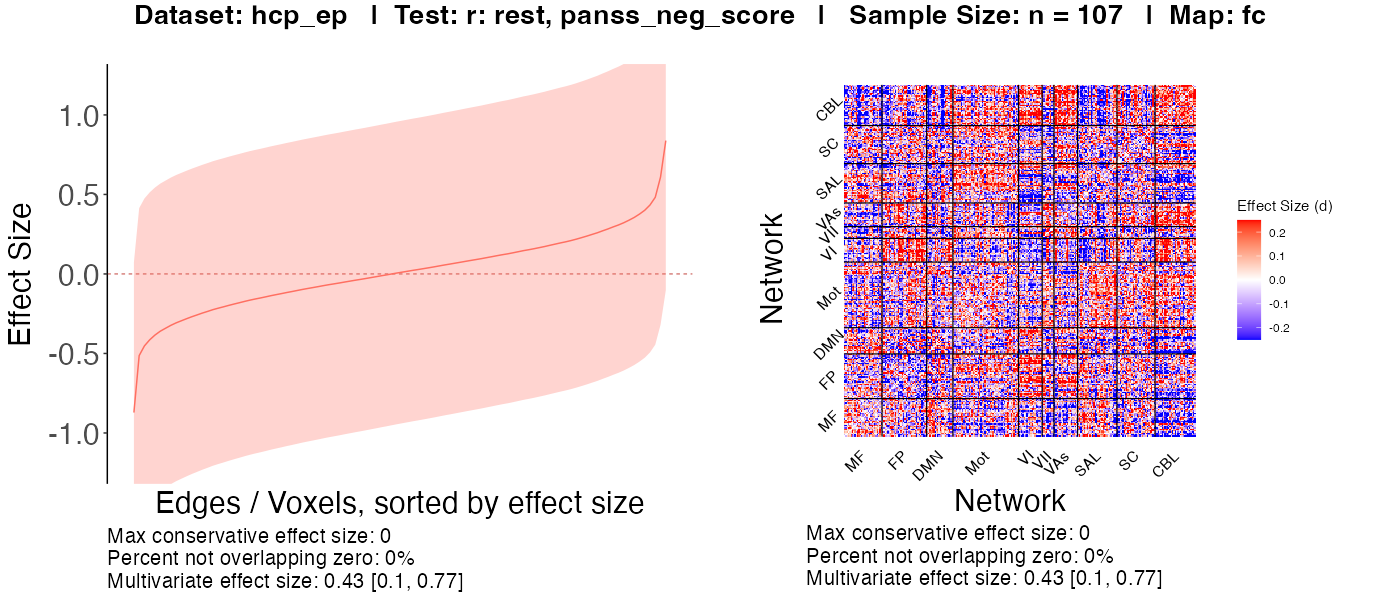 Dataset: hcp_ep | Test: r: rest, panss_neg_score | Sample Size: n = 107 | Map: fc
Effect Size
1.0
0.5
0.0
-0.5
-1.0
Edges / Voxels, sorted by effect size
Max conservative effect size: 0
Percent not overlapping zero: 0%
Multivariate effect size: 0.43 [0.1, 0.77]
Network
CBL
SC
SAL
VAs
VII
VI
Mot
DMN
FP
MF
MF
FP
DMN
Mot
VI
VII
VAs
SAL
SC
CBL
Network
Max conservative effect size: 0
Percent not overlapping zero: 0%
Multivariate effect size: 0.43 [0.1, 0.77]
Effect Size (d)
0.2
0.1
0.0
-0.1
-0.2